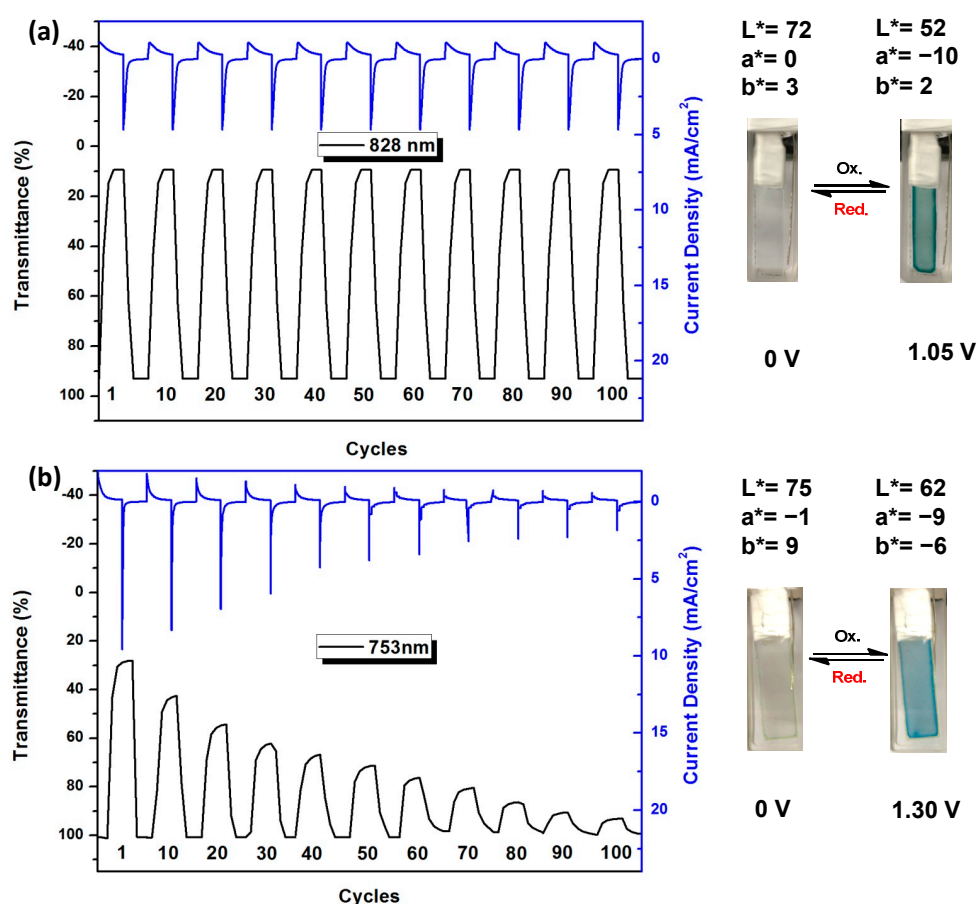 (a)
-40
-20
0
20
40
60
80
100
Transmittance (%)
828 nm
0
5
10
15
20
Current Density (mA/cm2)
1 10 20 30 40 50 60 70 80 90 100
Cycles
L*= 72
a*= 0
b*= 3
L*= 52
a*= −10
b*= 2
Ox.
Red.
0 V
1.05 V
(b)
-40
-20
0
20
40
60
80
100
Transmittance (%)
753nm
0
5
10
15
20
Current Density (mA/cm2)
1 10 20 30 40 50 60 70 80 90 100
Cycles
L*= 75
a*= −1
b*= 9
L*= 62
a*= −9
b*= −6
Ox.
Red.
0 V
1.30 V